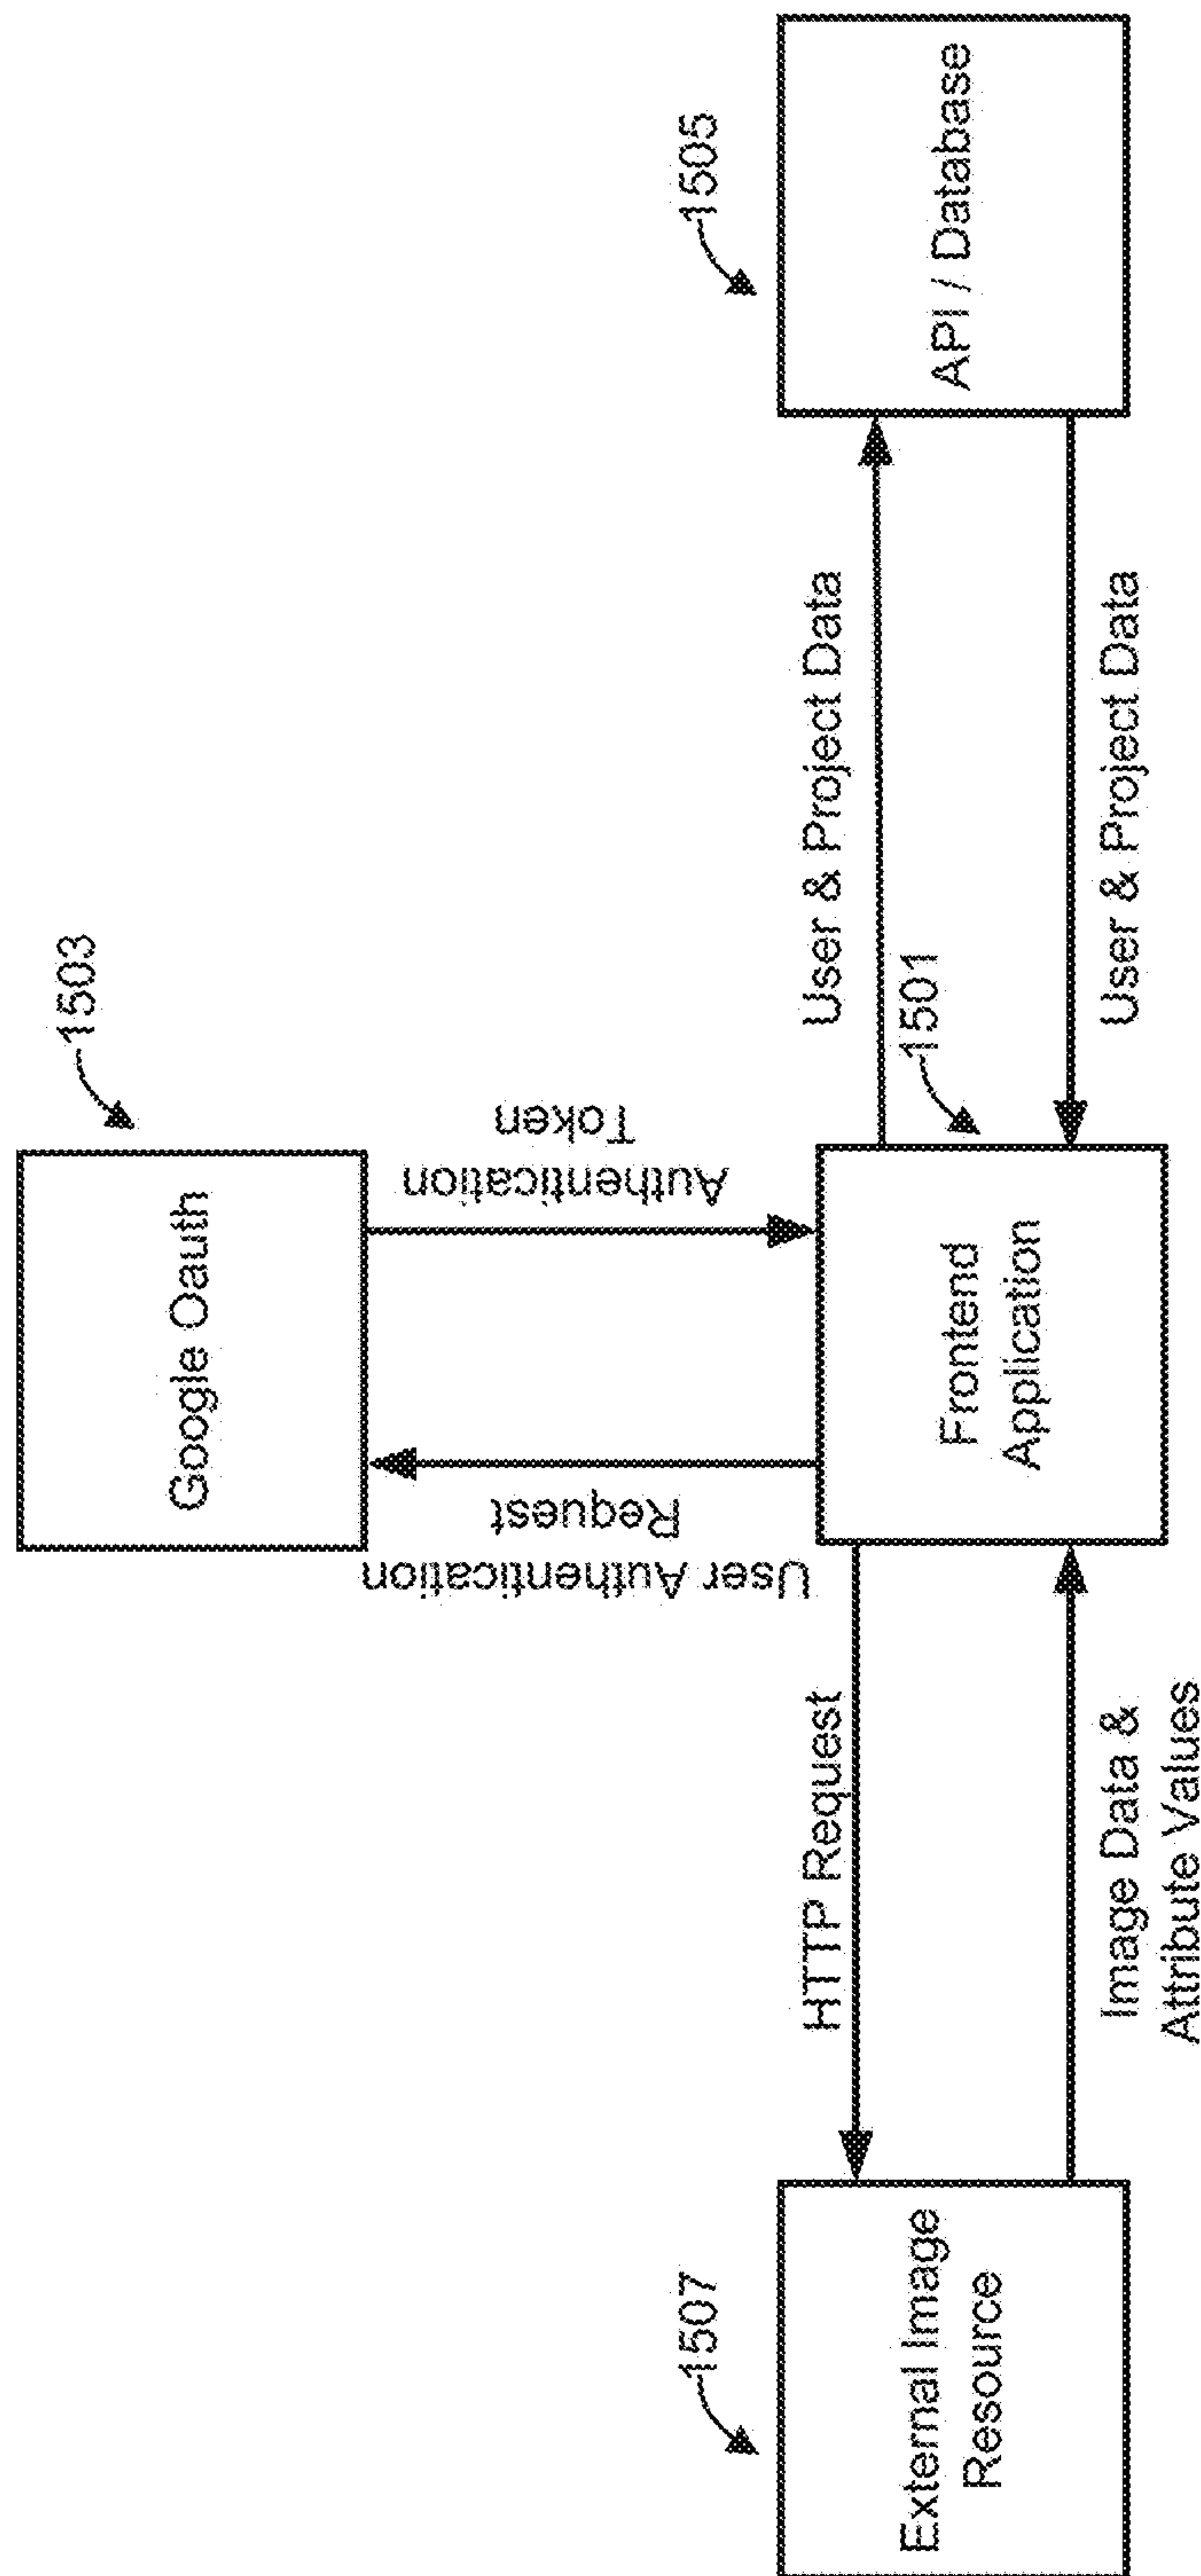 1503
Google Oauth
User Authentication
Request
Authentication
Token
1507
External Image
Resource
HTTP Request
Image Data &
Attribute Values
1501
Frontend
Application
User & Project Data
User & Project Data
1505
API / Database